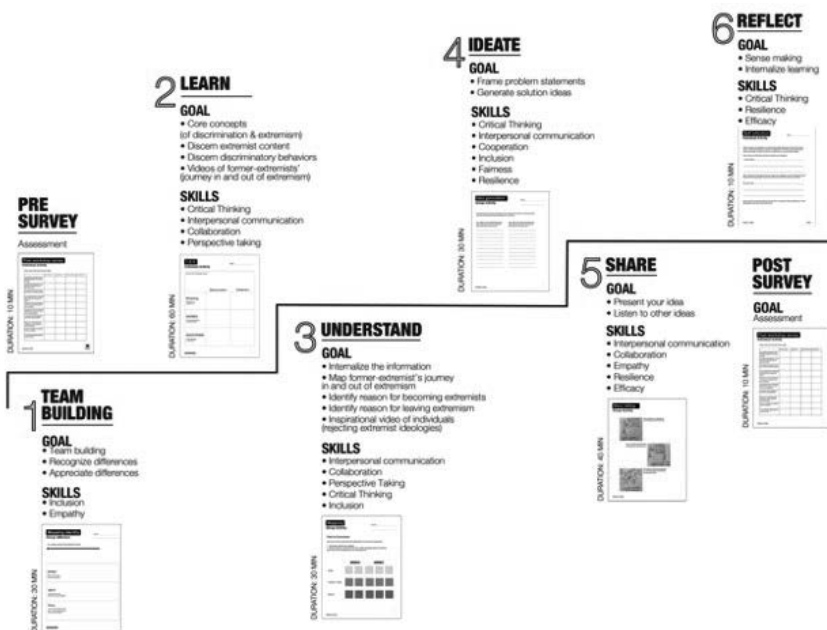 PRE
SURVEY
Assessment
DURATION: 10 MIN
1
TEAM
BUILDING
GOAL
• Team building
• Recognize differences
• Appreciate differences
SKILLS
• Inclusion
• Empathy
DURATION: 30 MIN
2
LEARN
GOAL
• Core concepts
(of discrimination & extremism)
• Discern extremist content
• Discern discriminatory behaviors
• Videos of former-extremists'
(journey in and out of extremism)
SKILLS
• Critical Thinking
• Interpersonal communication
• Collaboration
• Perspective taking
DURATION: 60 MIN
3
UNDERSTAND
GOAL
• Internalize the information
• Map former-extremist's journey
in and out of extremism
• Identify reason for becoming extremists
• Identify reason for leaving extremism
• Inspirational video of individuals
(rejecting extremist ideologies)
SKILLS
• Interpersonal communication
• Collaboration
• Perspective Taking
• Critical Thinking
• Inclusion
DURATION: 30 MIN
4
IDEATE
GOAL
• Frame problem statements
• Generate solution ideas
SKILLS
• Critical Thinking
• Interpersonal communication
• Cooperation
• Inclusion
• Fairness
• Resilience
DURATION: 30 MIN
5
SHARE
GOAL
• Present your idea
• Listen to other ideas
SKILLS
• Interpersonal communication
• Collaboration
• Empathy
• Resilience
• Efficacy
DURATION: 40 MIN
6
REFLECT
GOAL
• Sense making
• Internalize learning
SKILLS
• Critical Thinking
• Resilience
• Efficacy
DURATION: 10 MIN
POST
SURVEY
GOAL
Assessment
DURATION: 10 MIN